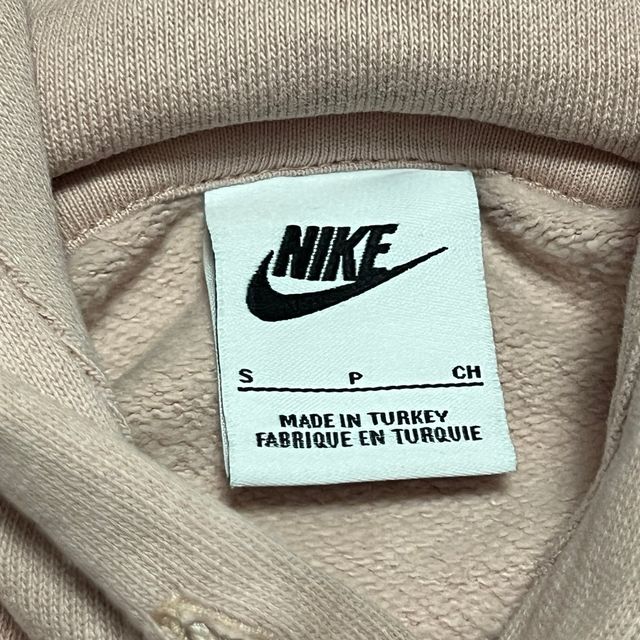 NIKE
S P CH
MADE IN TURKEY
FABRIQUE EN TURQUIE